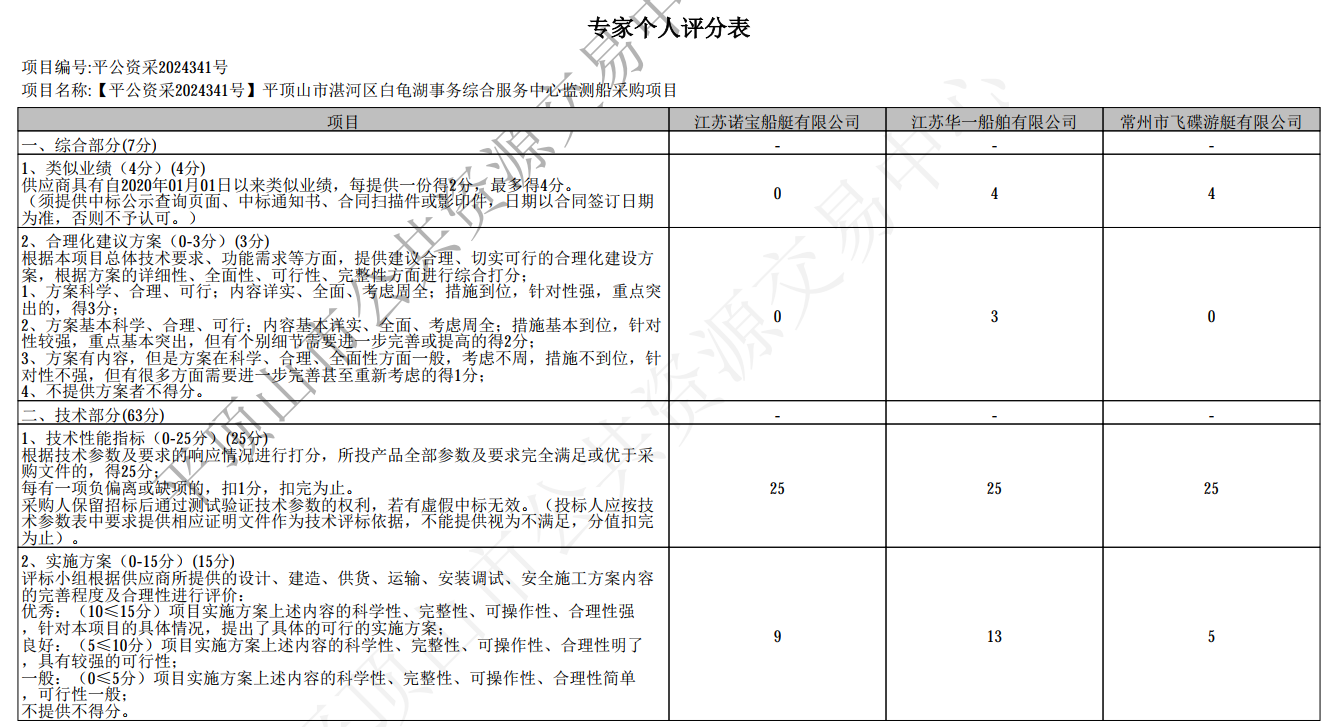 专家个人评分表
项目编号:平公资采2024341号
项目名称:【平公资采2024341号】平顶山市湛河区白龟湖事务综合服务中心监测船采购项目
项目 江苏诺宝船艇有限公司 江苏华一船舶有限公司 常州市飞碟游艇有限公司
一、综合部分(7分) - - -
1、类似业绩（4分）(4分)
供应商具有自2020年01月01日以来类似业绩，每提供一份得2分，最多得4分。
（须提供中标公示查询页面、中标通知书、合同扫描件或影印件，日期以合同签订日期
为准，否则不予认可。）
0 4 4
2、合理化建议方案（0-3分）(3分)
根据本项目总体技术要求、功能需求等方面，提供建议合理、切实可行的合理化建设方
案，根据方案的详细性、全面性、可行性、完整性方面进行综合打分；
1、方案科学、合理、可行；内容详实、全面、考虑周全；措施到位，针对性强，重点突
出的，得3分；
2、方案基本科学、合理、可行；内容基本详实、全面、考虑周全；措施基本到位，针对
性较强，重点基本突出，但有个别细节需要进一步完善或提高的得2分；
3、方案有内容，但是方案在科学、合理、全面性方面一般，考虑不周，措施不到位，针
对性不强，但有很多方面需要进一步完善甚至重新考虑的得1分；
4、不提供方案者不得分。
0 3 0
二、技术部分(63分) - - -
1、技术性能指标（0-25分）(25分)
根据技术参数及要求的响应情况进行打分，所投产品全部参数及要求完全满足或优于采
购文件的，得25分；
每有一项负偏离或缺项的，扣1分，扣完为止。
采购人保留招标后通过测试验证技术参数的权利，若有虚假中标无效。（投标人应按技
术参数表中要求提供相应证明文件作为技术评标依据，不能提供视为不满足，分值扣完
为止）。
25 25 25
2、实施方案（0-15分）(15分)
评标小组根据供应商所提供的设计、建造、供货、运输、安装调试、安全施工方案内容
的完善程度及合理性进行评价：
优秀：（10≤15分）项目实施方案上述内容的科学性、完整性、可操作性、合理性强
，针对本项目的具体情况，提出了具体的可行的实施方案；
良好：（5≤10分）项目实施方案上述内容的科学性、完整性、可操作性、合理性明了
，具有较强的可行性；
一般：（0≤5分）项目实施方案上述内容的科学性、完整性、可操作性、合理性简单
，可行性一般；
不提供不得分。
9 13 5
平顶山市公共资源交易中
平顶山市公共资源交易中心